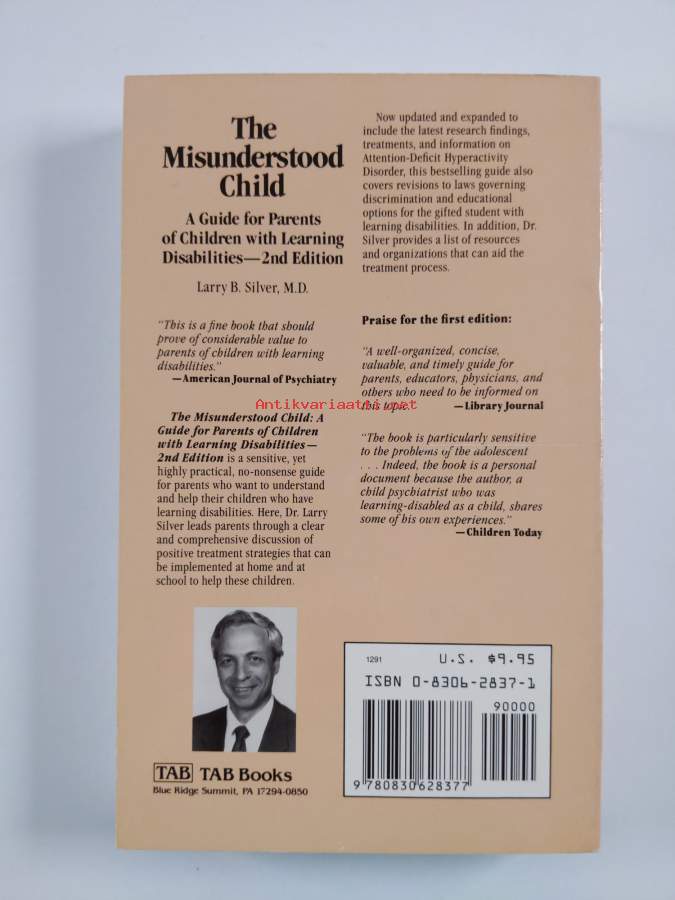 The
Misunderstood
Child
A Guide for Parents
of Children with Learning
Disabilities—2nd Edition
Larry B. Silver, M.D.
"This is a fine book that should
prove of considerable value to
parents of children with learning
disabilities."
—American Journal of Psychiatry
The Misunderstood Child: A
Guide for Parents of Children
with Learning Disabilities—
2nd Edition is a sensitive, yet
highly practical, no-nonsense guide
for parents who want to understand
and help their children who have
learning disabilities. Here, Dr. Larry
Silver leads parents through a clear
and comprehensive discussion of
positive treatment strategies that can
be implemented at home and at
school to help these children.
Now updated and expanded to
include the latest research findings,
treatments, and information on
Attention-Deficit Hyperactivity
Disorder, this bestselling guide also
covers revisions to laws governing
discrimination and educational
options for the gifted student with
learning disabilities. In addition, Dr.
Silver provides a list of resources
and organizations that can aid the
treatment process.
Praise for the first edition:
"A well-organized, concise,
valuable, and timely guide for
parents, educators, physicians, and
others who need to be informed on
this topic."
—Library Journal
"The book is particularly sensitive
to the problems of the adolescent
. . . Indeed, the book is a personal
document because the author, a
child psychiatrist who was
learning-disabled as a child, shares
some of his own experiences."
—Children Today
Antikvariaatti.net
TAB TAB Books
Blue Ridge Summit, PA 17294-0850
1291 U.S. $9.95
ISBN 0-8306-2837-1
90000
9 780830 628377